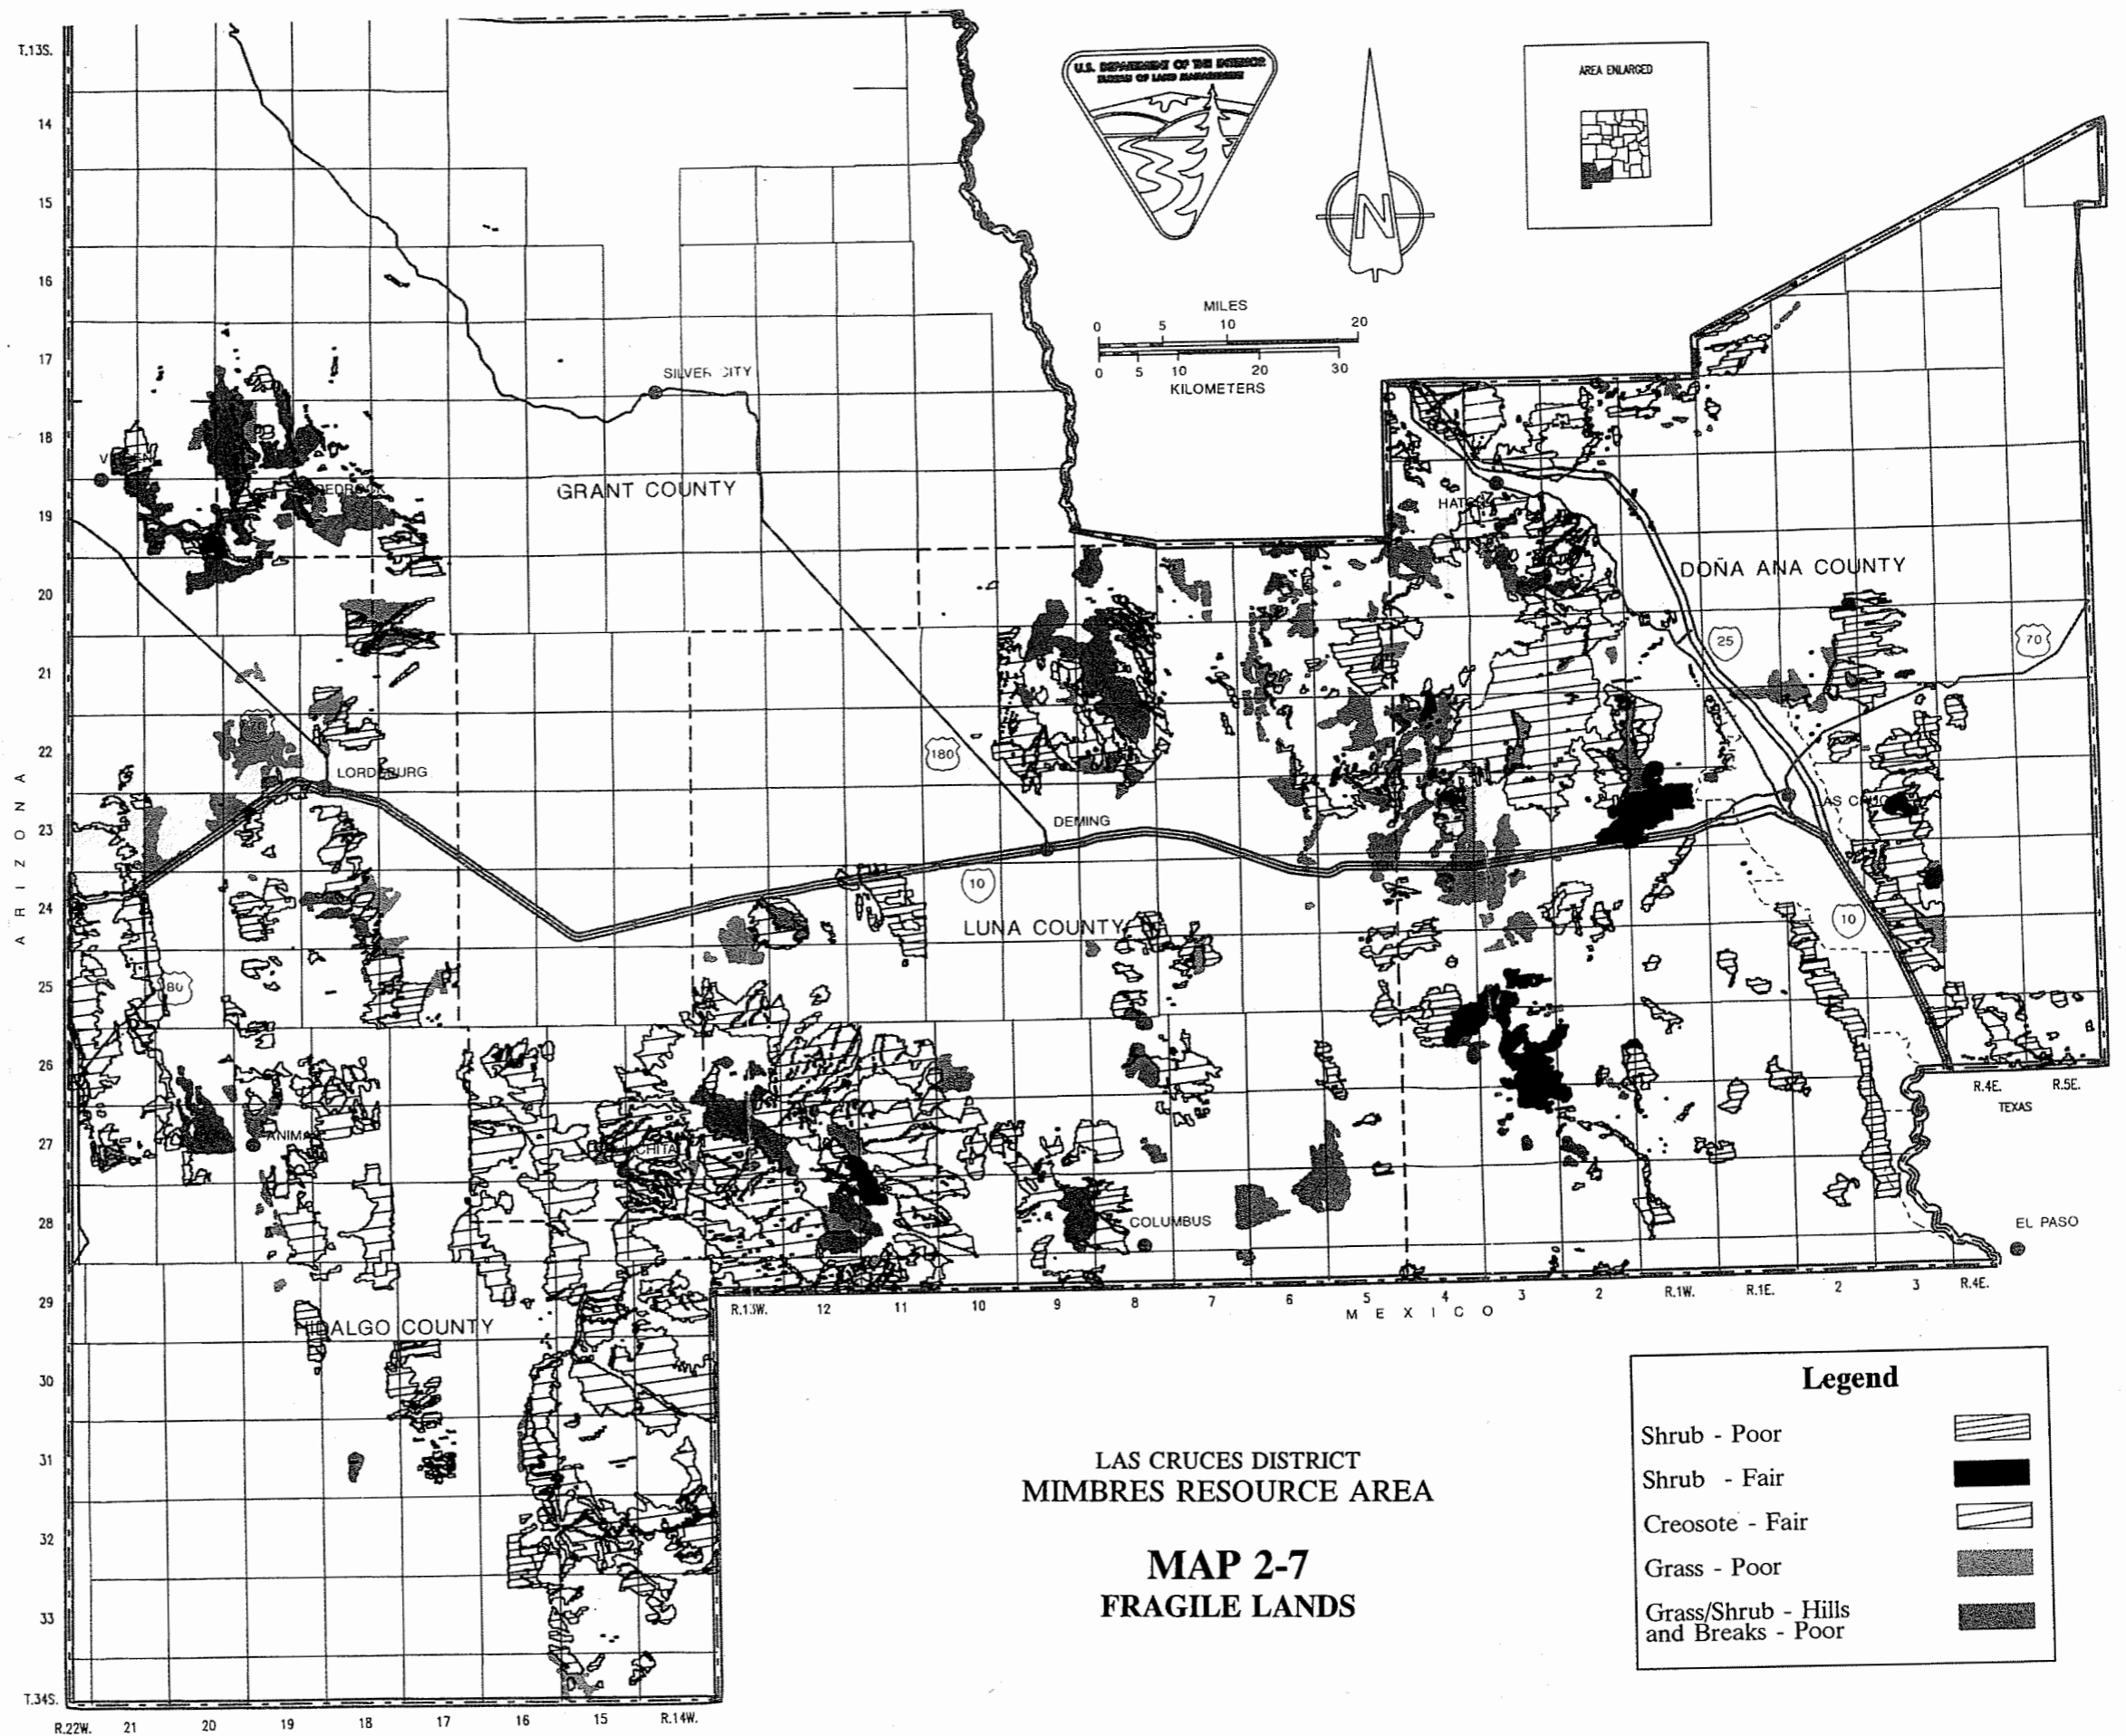 T.13S.
14
15
16
17
18
19
20
21
22
23
24
25
26
27
28
29
30
31
32
33
T.34S.
ARIZONA
U.S. DEPARTMENT OF THE INTERIOR
BUREAU OF LAND MANAGEMENT
N
AREA ENLARGED
MILES
0 5 10 20
0 5 10 20 30
KILOMETERS
SILVER CITY
GRANT COUNTY
HATCH
DOÑA ANA COUNTY
25
70
70
LORDSBURG
180
DEMING
LAS CRUCES
10
LUNA COUNTY
10
80
R.4E. R.5E.
TEXAS
ANIMAS
COLUMBUS
EL PASO
R.13W. 12 11 10 9 8 7 6 5 4 3 2 R.1W. R.1E. 2 3 R.4E.
MEXICO
HIDALGO COUNTY
R.22W. 21 20 19 18 17 16 15 R.14W.
LAS CRUCES DISTRICT
MIMBRES RESOURCE AREA
MAP 2-7
FRAGILE LANDS
Legend
Shrub - Poor
Shrub - Fair
Creosote - Fair
Grass - Poor
Grass/Shrub - Hills
and Breaks - Poor